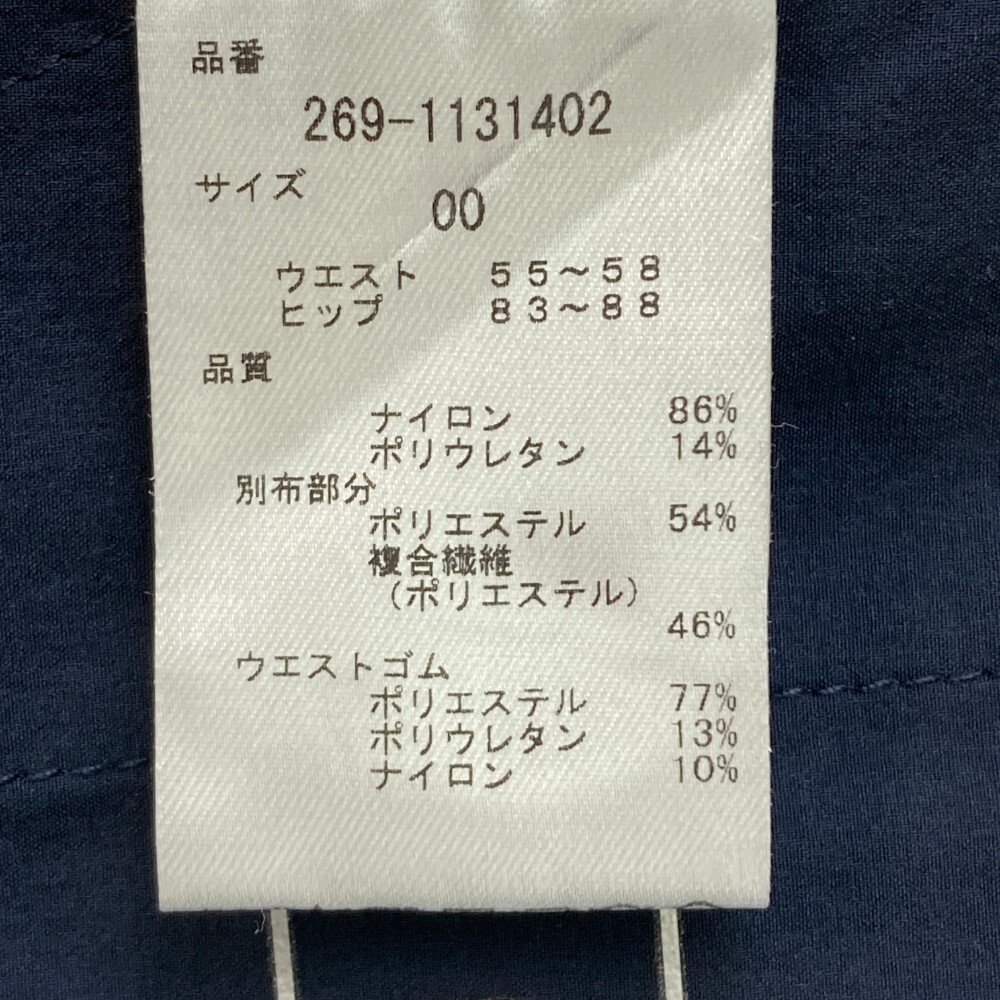 品番
269-1131402
サイズ
00
ウエスト 55～58
ヒップ 83～88
品質
ナイロン 86%
ポリウレタン 14%
別布部分
ポリエステル 54%
複合繊維
（ポリエステル）
46%
ウエストゴム
ポリエステル 77%
ポリウレタン 13%
ナイロン 10%